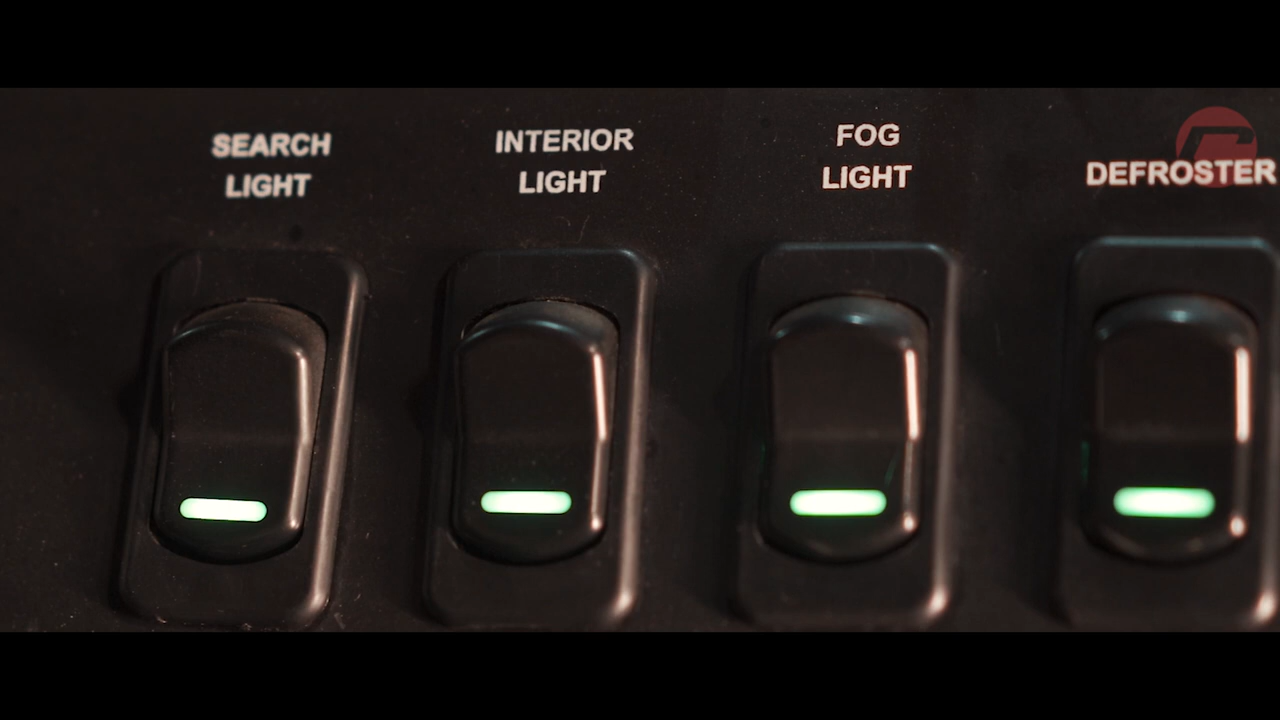 SEARCH
LIGHT
INTERIOR
LIGHT
FOG
LIGHT
DEFROSTER